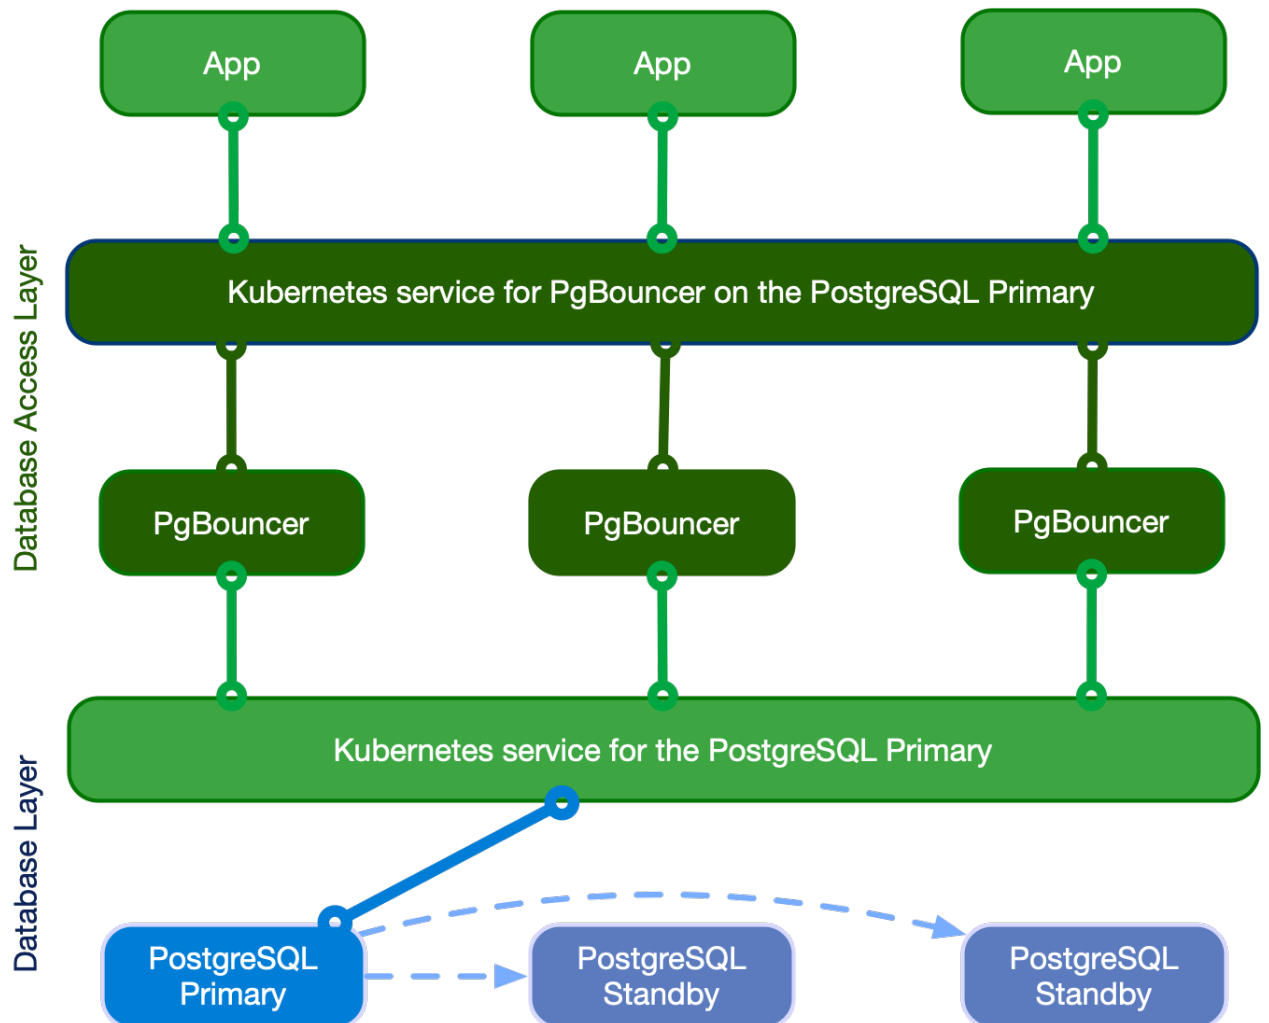 App
App
App
Kubernetes service for PgBouncer on the PostgreSQL Primary
Database Access Layer
PgBouncer
PgBouncer
PgBouncer
Kubernetes service for the PostgreSQL Primary
Database Layer
PostgreSQL
Primary
PostgreSQL
Standby
PostgreSQL
Standby